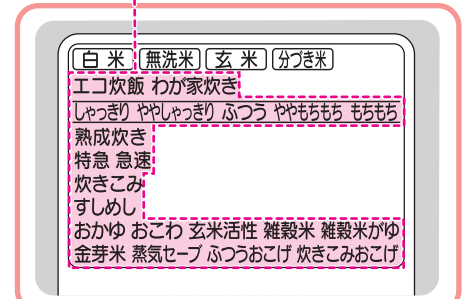 白米 無洗米 玄米 分づき米
エコ炊飯 わが家炊き
しゃっきり ややしゃっきり ふつう ややもちもち もちもち
熟成炊き
特急 急速
炊きこみ
すしめし
おかゆ おこわ 玄米活性 雑穀米 雑穀米がゆ
金芽米 蒸気セーブ ふつうおこげ 炊きこみおこげ